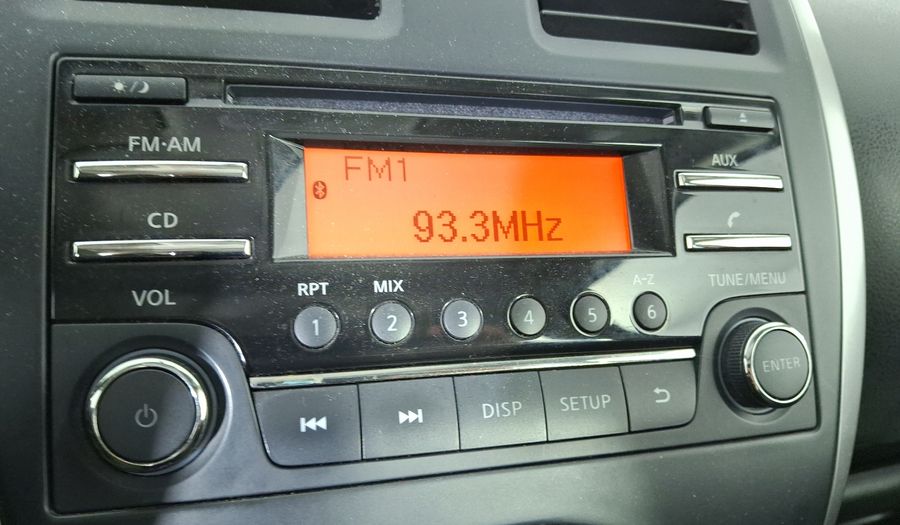 FM·AM
AUX
FM1
93.3MHz
CD
VOL
RPT
MIX
A-Z
TUNE/MENU
1
2
3
4
5
6
ENTER
DISP
SETUP